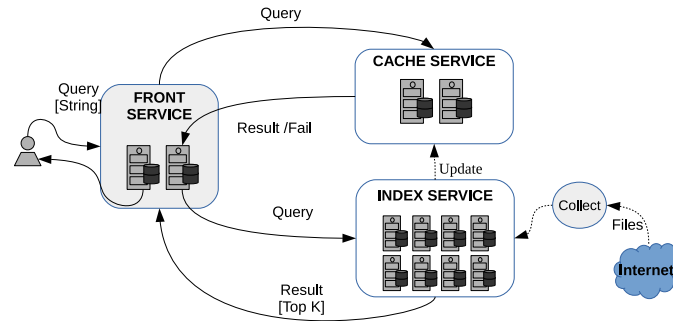 Query
CACHE SERVICE
Query
[String]
FRONT
SERVICE
Result /Fail
Update
INDEX SERVICE
Query
Collect
Files
Internet
Result
[Top K]